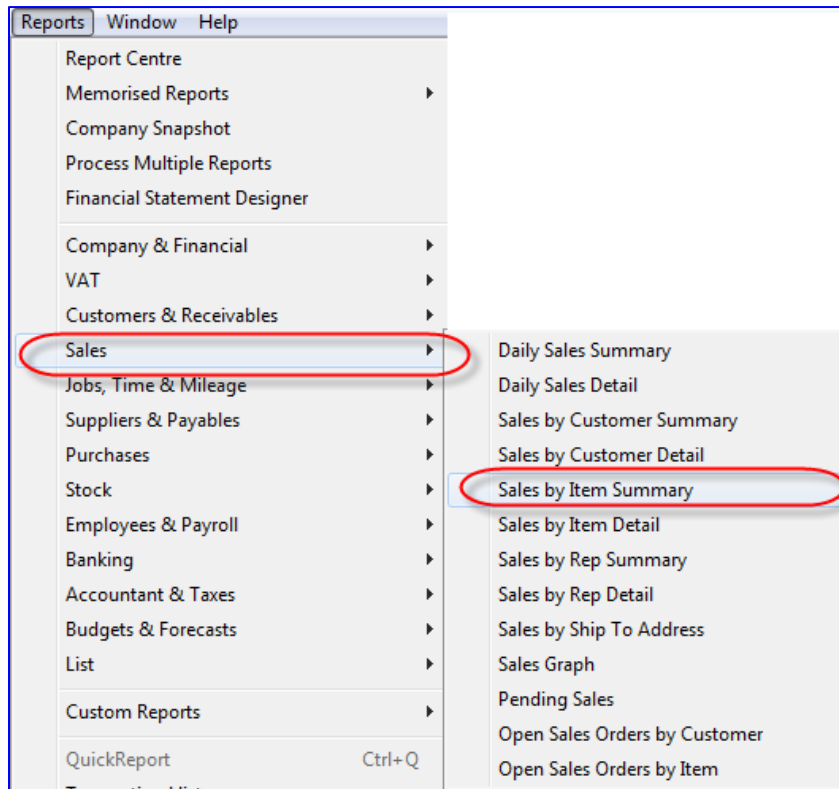 Reports Window Help
Report Centre
Memorised Reports
Company Snapshot
Process Multiple Reports
Financial Statement Designer
Company & Financial
VAT
Customers & Receivables
Sales
Jobs, Time & Mileage
Suppliers & Payables
Purchases
Stock
Employees & Payroll
Banking
Accountant & Taxes
Budgets & Forecasts
List
Custom Reports
QuickReport Ctrl+Q
Daily Sales Summary
Daily Sales Detail
Sales by Customer Summary
Sales by Customer Detail
Sales by Item Summary
Sales by Item Detail
Sales by Rep Summary
Sales by Rep Detail
Sales by Ship To Address
Sales Graph
Pending Sales
Open Sales Orders by Customer
Open Sales Orders by Item